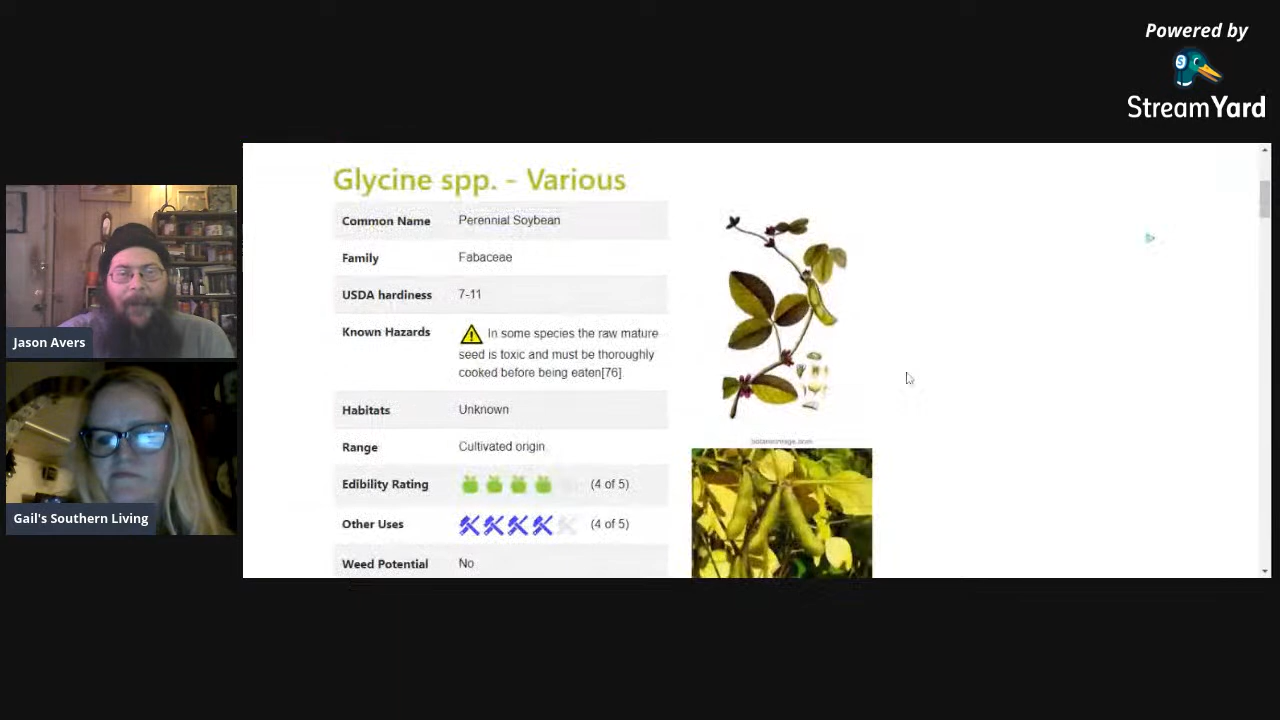 Powered by
StreamYard
Glycine spp. - Various
Common Name Perennial Soybean
Family Fabaceae
USDA hardiness 7-11
Known Hazards In some species the raw mature
seed is toxic and must be thoroughly
cooked before being eaten[76].
Habitats Unknown
Range Cultivated origin
Edibility Rating (4 of 5)
Other Uses (4 of 5)
Weed Potential No
Jason Avers
Gail's Southern Living